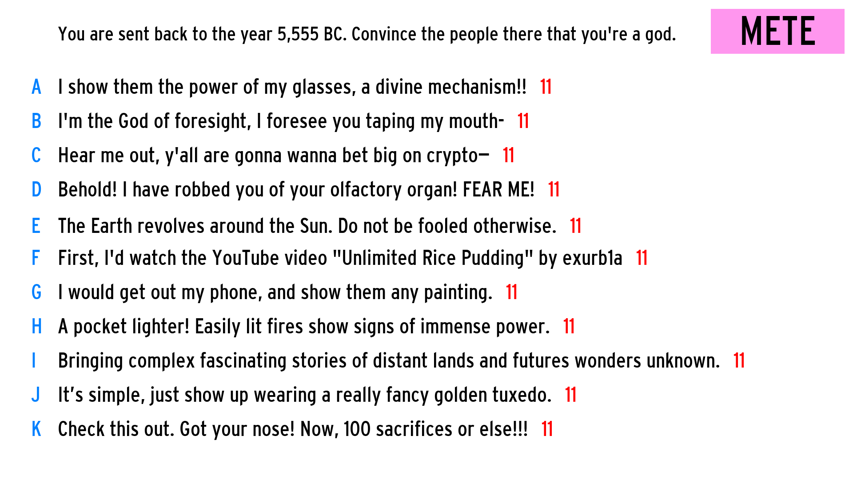 You are sent back to the year 5,555 BC. Convince the people there that you're a god.
METE
A I show them the power of my glasses, a divine mechanism!! 11
B I'm the God of foresight, I foresee you taping my mouth- 11
C Hear me out, y'all are gonna wanna bet big on crypto— 11
D Behold! I have robbed you of your olfactory organ! FEAR ME! 11
E The Earth revolves around the Sun. Do not be fooled otherwise. 11
F First, I'd watch the YouTube video "Unlimited Rice Pudding" by exurb1a 11
G I would get out my phone, and show them any painting. 11
H A pocket lighter! Easily lit fires show signs of immense power. 11
I Bringing complex fascinating stories of distant lands and futures wonders unknown. 11
J It’s simple, just show up wearing a really fancy golden tuxedo. 11
K Check this out. Got your nose! Now, 100 sacrifices or else!!! 11